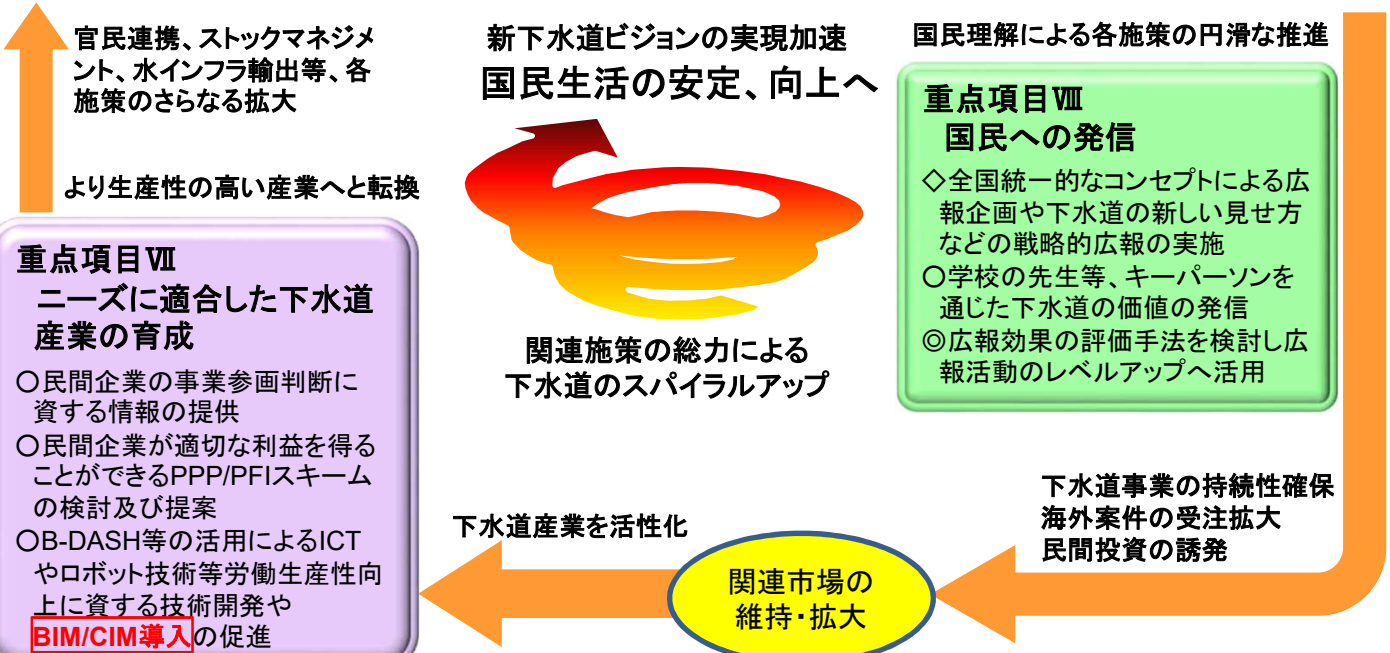 官民連携、ストックマネジメ
ント、水インフラ輸出等、各
施策のさらなる拡大
より生産性の高い産業へと転換
重点項目Ⅶ
ニーズに適合した下水道
産業の育成
〇民間企業の事業参画判断に
資する情報の提供
〇民間企業が適切な利益を得る
ことができるPPP/PFIスキーム
の検討及び提案
〇B-DASH等の活用によるICT
やロボット技術等労働生産性向
上に資する技術開発や
BIM/CIM導入の促進
新下水道ビジョンの実現加速
国民生活の安定、向上へ
関連施策の総力による
下水道のスパイラルアップ
国民理解による各施策の円滑な推進
重点項目Ⅷ
国民への発信
◇全国統一的なコンセプトによる広
報企画や下水道の新しい見せ方
などの戦略的広報の実施
〇学校の先生等、キーパーソンを
通じた下水道の価値の発信
◎広報効果の評価手法を検討し広
報活動のレベルアップへ活用
下水道事業の持続性確保
海外案件の受注拡大
民間投資の誘発
関連市場の
維持・拡大
下水道産業を活性化